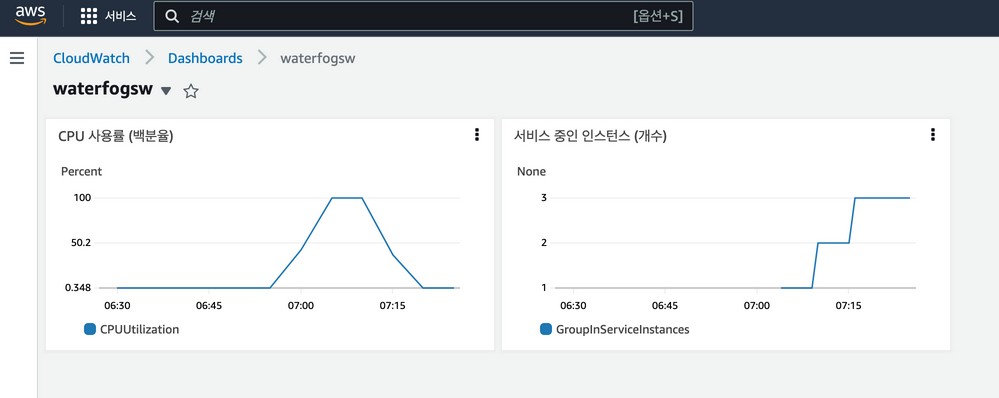 aws 서비스 검색 [옵션+S]
CloudWatch Dashboards waterfogsw
waterfogsw
CPU 사용률 (백분율)
Percent
100
50.2
0.348
06:30 06:45 07:00 07:15
CPUUtilization
서비스 중인 인스턴스 (개수)
None
3
2
1
06:30 06:45 07:00 07:15
GroupInServiceInstances